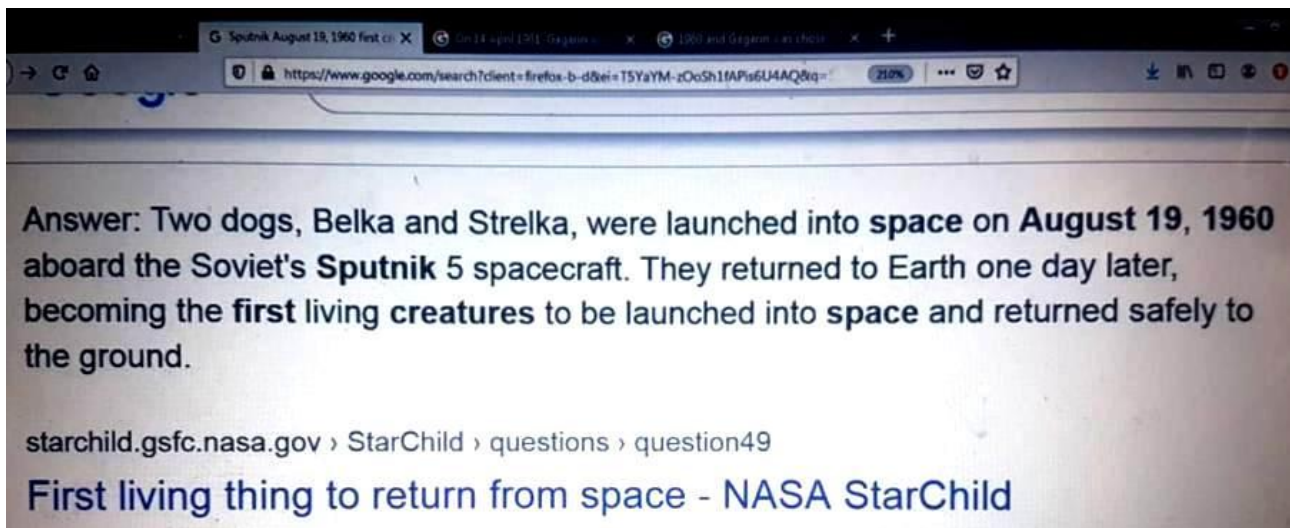 G Sputnik August 19, 1960 first cr X
+
https://www.google.com/search?client=firefox-b-d&ei=T5YaYM-zOoSh1fAPis6U4AQ&q= 210%
Answer: Two dogs, Belka and Strelka, were launched into space on August 19, 1960
aboard the Soviet's Sputnik 5 spacecraft. They returned to Earth one day later,
becoming the first living creatures to be launched into space and returned safely to
the ground.
starchild.gsfc.nasa.gov › StarChild › questions › question49
First living thing to return from space - NASA StarChild